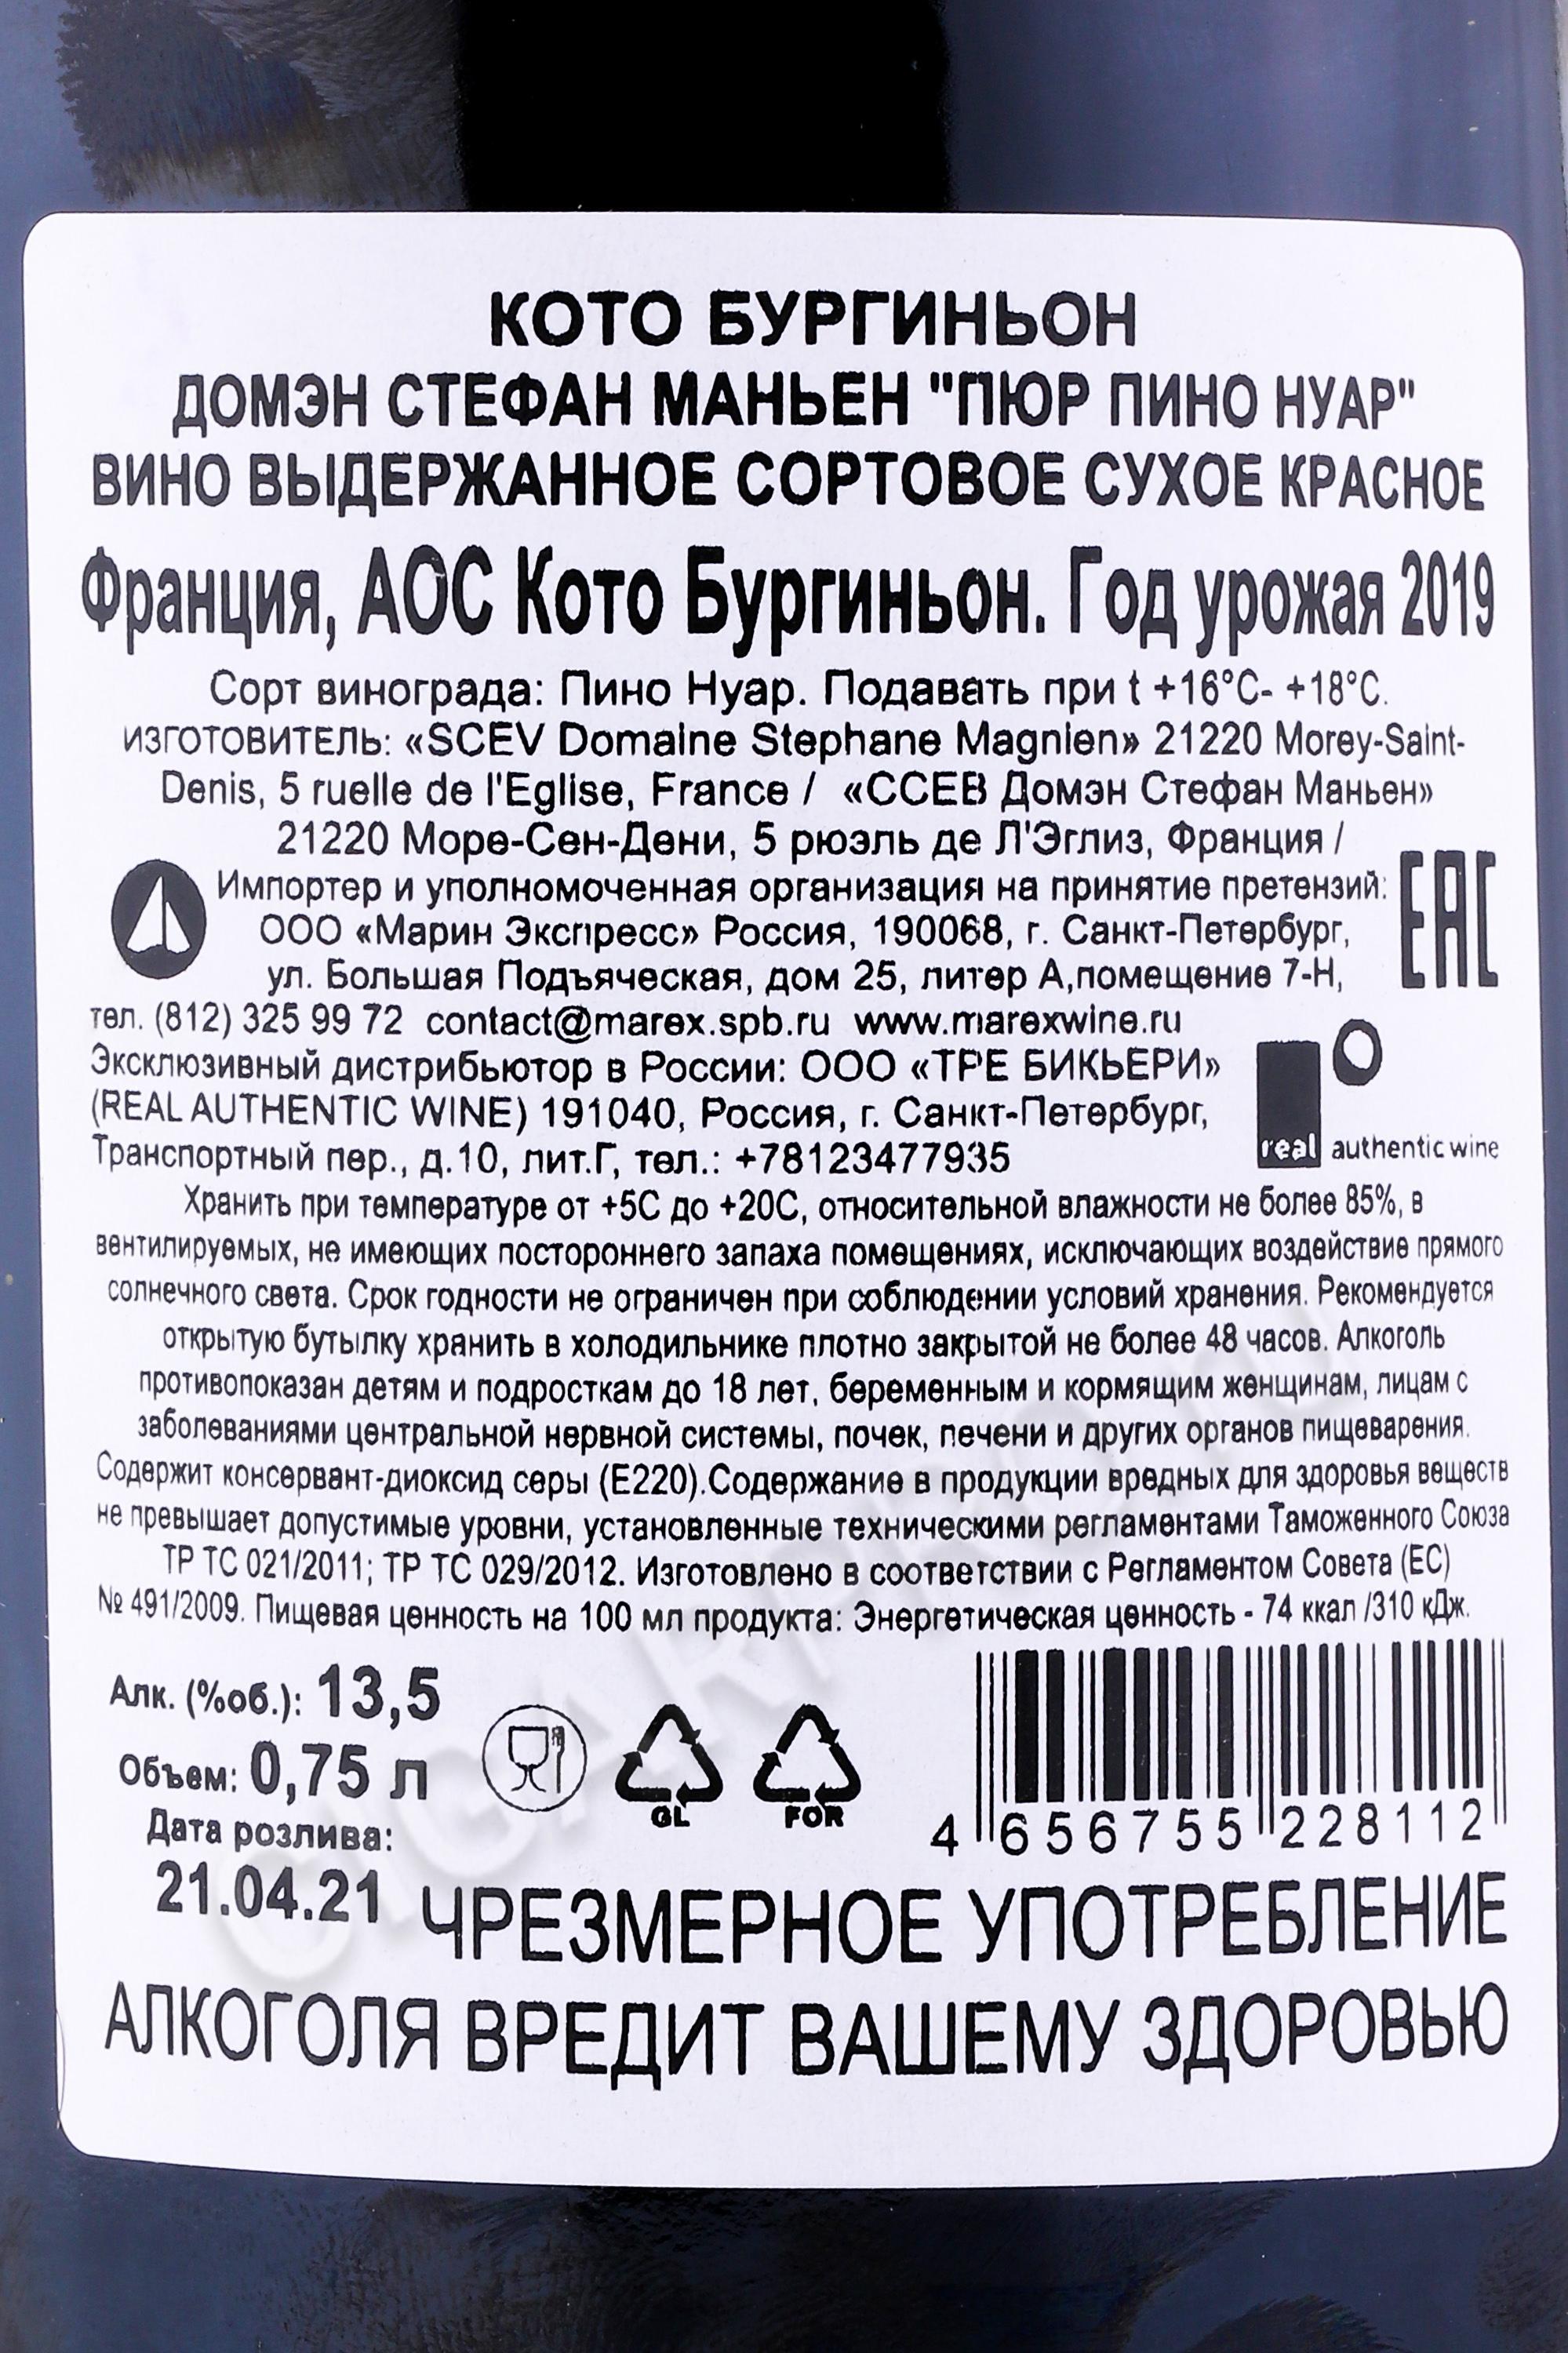 КОТО БУРГИНЬОН
ДОМЭН СТЕФАН МАНЬЕН "ПЮР ПИНО НУАР"
ВИНО ВЫДЕРЖАННОЕ СОРТОВОЕ СУХОЕ КРАСНОЕ
Франция, АОС Кото Бургиньон. Год урожая 2019
Сорт винограда: Пино Нуар. Подавать при t +16°C- +18°C.
ИЗГОТОВИТЕЛЬ: «SCEV Domaine Stephane Magnien» 21220 Morey-Saint-
Denis, 5 ruelle de l'Eglise, France / «ССЕВ Домэн Стефан Маньен»
21220 Море-Сен-Дени, 5 рюэль де Л'Эглиз, Франция /
Импортер и уполномоченная организация на принятие претензий:
ООО «Марин Экспресс» Россия, 190068, г. Санкт-Петербург,
ул. Большая Подъяческая, дом 25, литер А,помещение 7-Н,
EAC
тел. (812) 325 99 72 contact@marex.spb.ru www.marexwine.ru
Эксклюзивный дистрибьютор в России: ООО «ТРЕ БИКЬЕРИ»
(REAL AUTHENTIC WINE) 191040, Россия, г. Санкт-Петербург,
Транспортный пер., д.10, лит.Г, тел.: +78123477935
real authentic wine
Хранить при температуре от +5С до +20С, относительной влажности не более 85%, в
вентилируемых, не имеющих постороннего запаха помещениях, исключающих воздействие прямого
солнечного света. Срок годности не ограничен при соблюдении условий хранения. Рекомендуется
открытую бутылку хранить в холодильнике плотно закрытой не более 48 часов. Алкоголь
противопоказан детям и подросткам до 18 лет, беременным и кормящим женщинам, лицам с
заболеваниями центральной нервной системы, почек, печени и других органов пищеварения.
Содержит консервант-диоксид серы (Е220).Содержание в продукции вредных для здоровья веществ
не превышает допустимые уровни, установленные техническими регламентами Таможенного Союза
ТР ТС 021/2011; ТР ТС 029/2012. Изготовлено в соответствии с Регламентом Совета (ЕС)
№ 491/2009. Пищевая ценность на 100 мл продукта: Энергетическая ценность - 74 ккал /310 кДж.
Алк. (%об.): 13,5
Объем: 0,75 л
GL
FOR
4 656755 228112
Дата розлива:
21.04.21
ЧРЕЗМЕРНОЕ УПОТРЕБЛЕНИЕ
АЛКОГОЛЯ ВРЕДИТ ВАШЕМУ ЗДОРОВЬЮ
CIGARPRO.ru